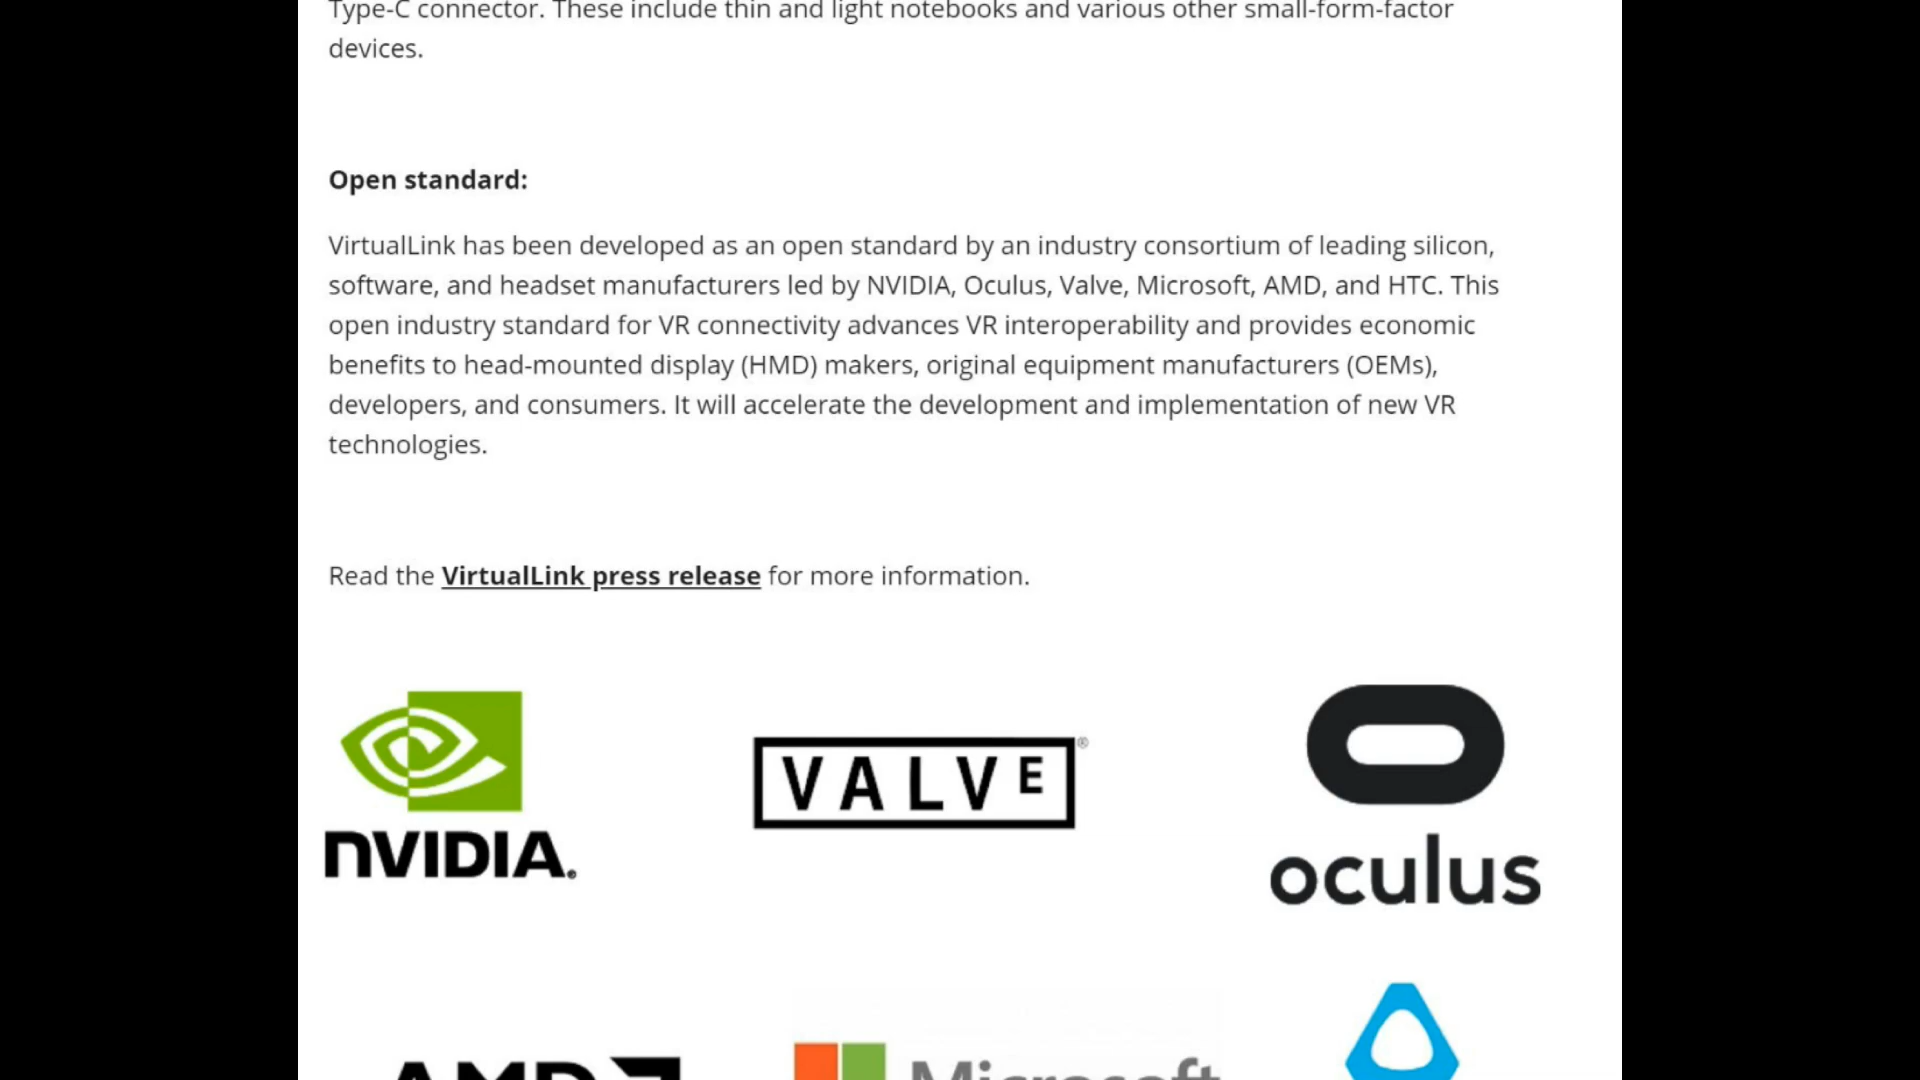 Type-C connector. These include thin and light notebooks and various other small-form-factor
devices.
Open standard:
VirtualLink has been developed as an open standard by an industry consortium of leading silicon,
software, and headset manufacturers led by NVIDIA, Oculus, Valve, Microsoft, AMD, and HTC. This
open industry standard for VR connectivity advances VR interoperability and provides economic
benefits to head-mounted display (HMD) makers, original equipment manufacturers (OEMs),
developers, and consumers. It will accelerate the development and implementation of new VR
technologies.
Read the VirtualLink press release for more information.
NVIDIA.
VALVE®
oculus
AMD
Microsoft